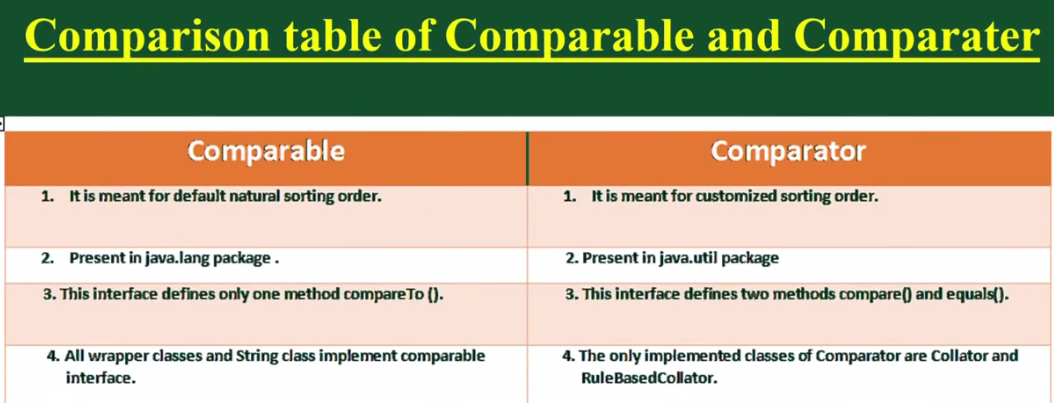 Comparison table of Comparable and Comparater
Comparable
Comparator
1. It is meant for default natural sorting order.
1. It is meant for customized sorting order.
2. Present in java.lang package .
2. Present in java.util package
3. This interface defines only one method compareTo ().
3. This interface defines two methods compare() and equals().
4. All wrapper classes and String class implement comparable
interface.
4. The only implemented classes of Comparator are Collator and
RuleBasedCollator.